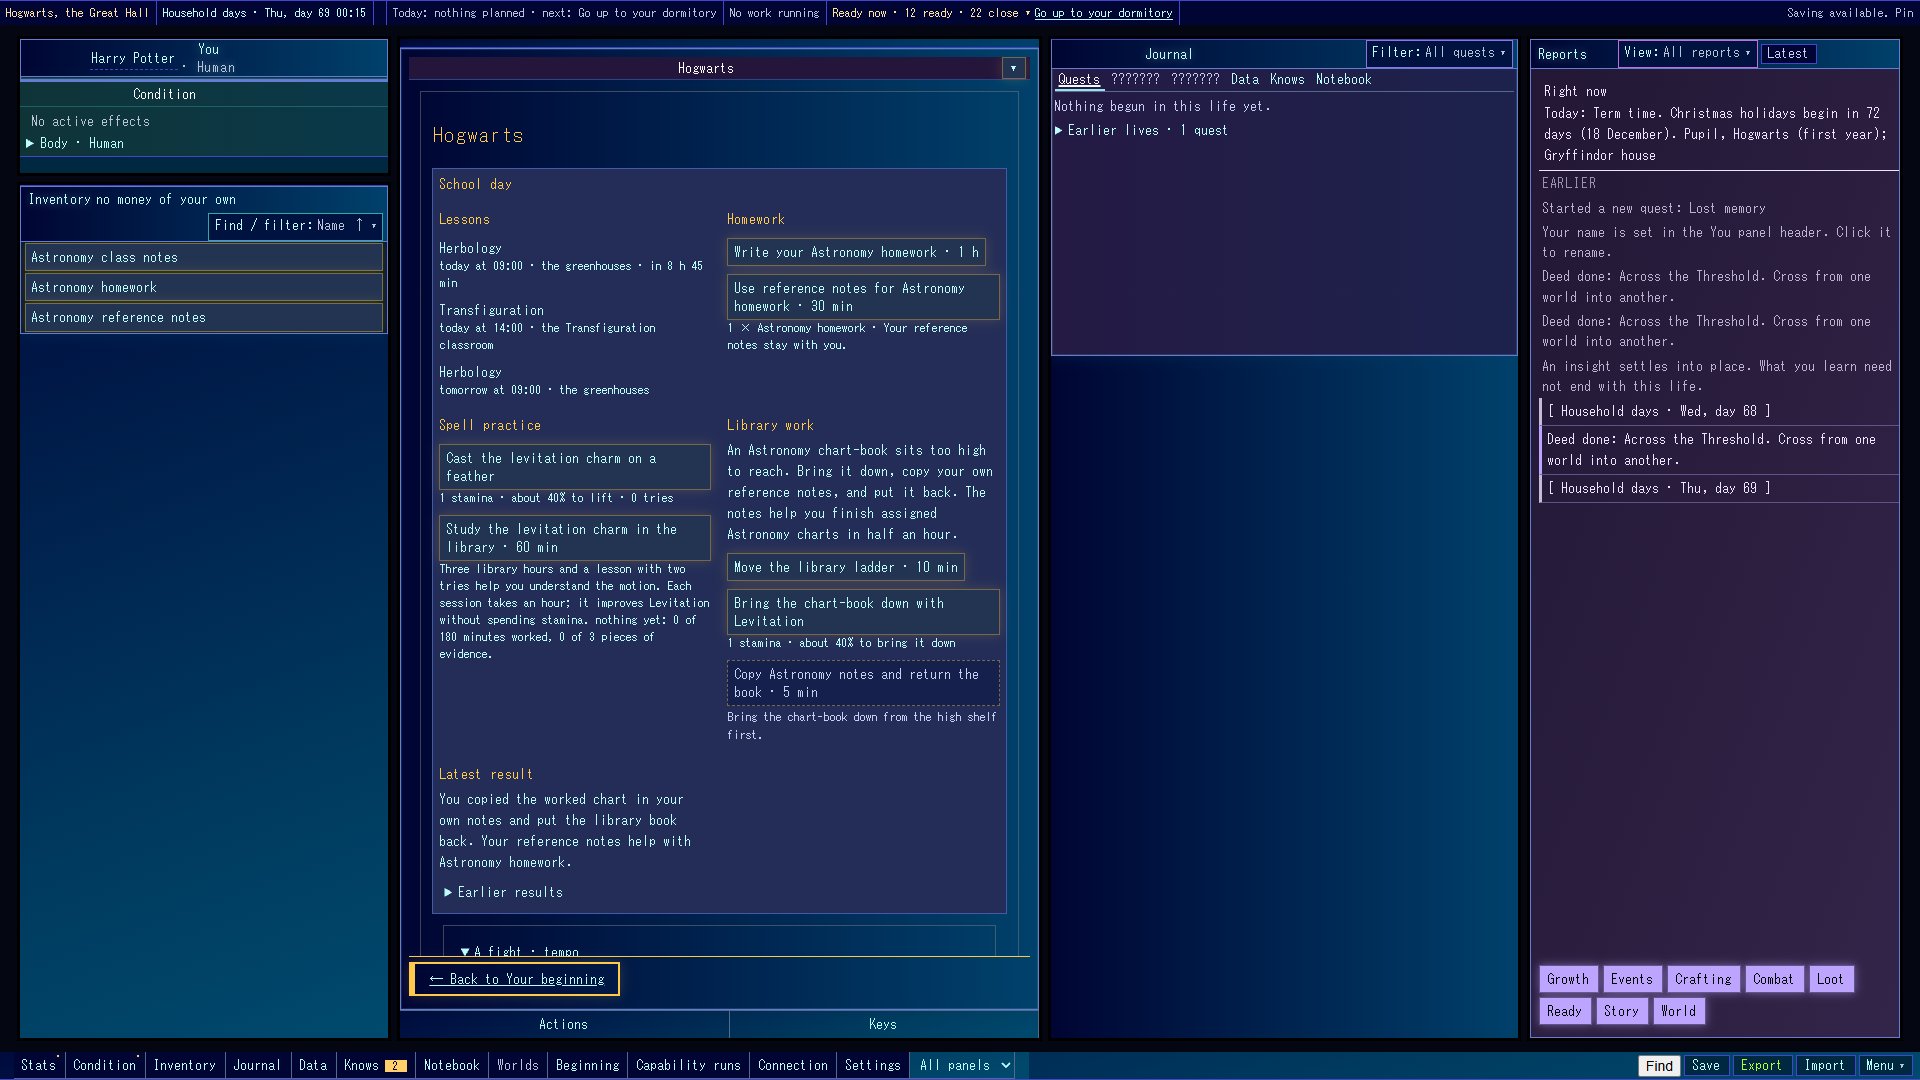 Hogwarts, the Great Hall
Household days · Thu, day 69 00:15
Today: nothing planned · next: Go up to your dormitory
No work running
Ready now · 12 ready · 22 close ▾ Go up to your dormitory
Saving available. Pin
Harry Potter · You
Human
Condition
No active effects
▶ Body · Human
Inventory no money of your own
Find / filter: Name ↑ ▾
Astronomy class notes
Astronomy homework
Astronomy reference notes
Hogwarts
▾
Hogwarts
School day
Lessons
Herbology
today at 09:00 · the greenhouses · in 8 h 45
min
Transfiguration
today at 14:00 · the Transfiguration
classroom
Herbology
tomorrow at 09:00 · the greenhouses
Homework
Write your Astronomy homework · 1 h
Use reference notes for Astronomy
homework · 30 min
1 × Astronomy homework · Your reference
notes stay with you.
Spell practice
Cast the levitation charm on a
feather
1 stamina · about 40% to lift · 0 tries
Study the levitation charm in the
library · 60 min
Three library hours and a lesson with two
tries help you understand the motion. Each
session takes an hour; it improves Levitation
without spending stamina. nothing yet: 0 of
180 minutes worked, 0 of 3 pieces of
evidence.
Library work
An Astronomy chart-book sits too high
to reach. Bring it down, copy your own
reference notes, and put it back. The
notes help you finish assigned
Astronomy charts in half an hour.
Move the library ladder · 10 min
Bring the chart-book down with
Levitation
1 stamina · about 40% to bring it down
Copy Astronomy notes and return the
book · 5 min
Bring the chart-book down from the high shelf
first.
Latest result
You copied the worked chart in your
own notes and put the library book
back. Your reference notes help with
Astronomy homework.
▶ Earlier results
▼ A fight · tempo
← Back to Your beginning
Actions
Keys
Journal
Filter: All quests ▾
Quests ??????? ??????? Data Knows Notebook
Nothing begun in this life yet.
▶ Earlier lives · 1 quest
Reports
View: All reports ▾
Latest
Right now
Today: Term time. Christmas holidays begin in 72
days (18 December). Pupil, Hogwarts (first year);
Gryffindor house
EARLIER
Started a new quest: Lost memory
Your name is set in the You panel header. Click it
to rename.
Deed done: Across the Threshold. Cross from one
world into another.
Deed done: Across the Threshold. Cross from one
world into another.
An insight settles into place. What you learn need
not end with this life.
[ Household days · Wed, day 68 ]
Deed done: Across the Threshold. Cross from one
world into another.
[ Household days · Thu, day 69 ]
Growth Events Crafting Combat Loot
Ready Story World
Stats Condition Inventory Journal Data Knows 2 Notebook Worlds Beginning Capability runs Connection Settings All panels
Find Save Export Import Menu ▾